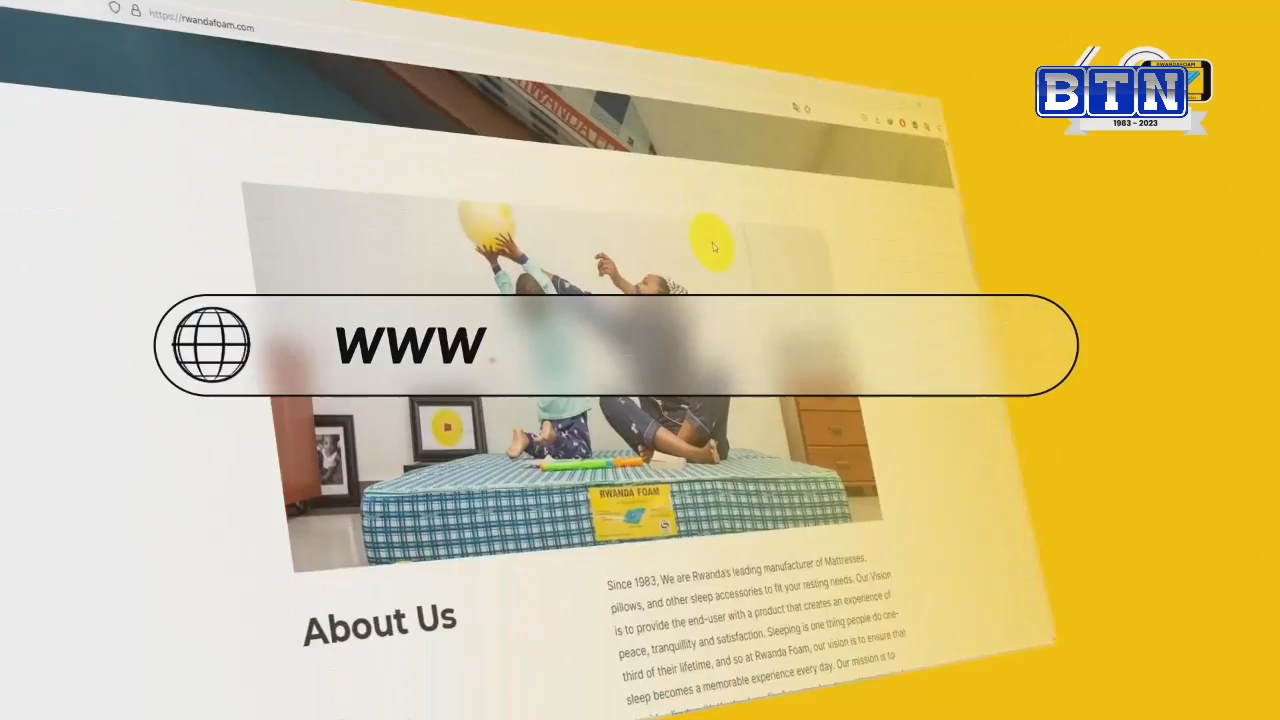 https://rwandafoam.com
BTN
RWANDAFOAM
1983 - 2023
www.
RWANDA FOAM
About Us
Since 1983, We are Rwanda's leading manufacturer of Mattresses,
pillows, and other sleep accessories to fit your resting needs. Our Vision
is to provide the end-user with a product that creates an experience of
peace, tranquillity and satisfaction. Sleeping is one thing people do one-
third of their lifetime, and so at Rwanda Foam, our vision is to ensure that
sleep becomes a memorable experience every day. Our mission is to